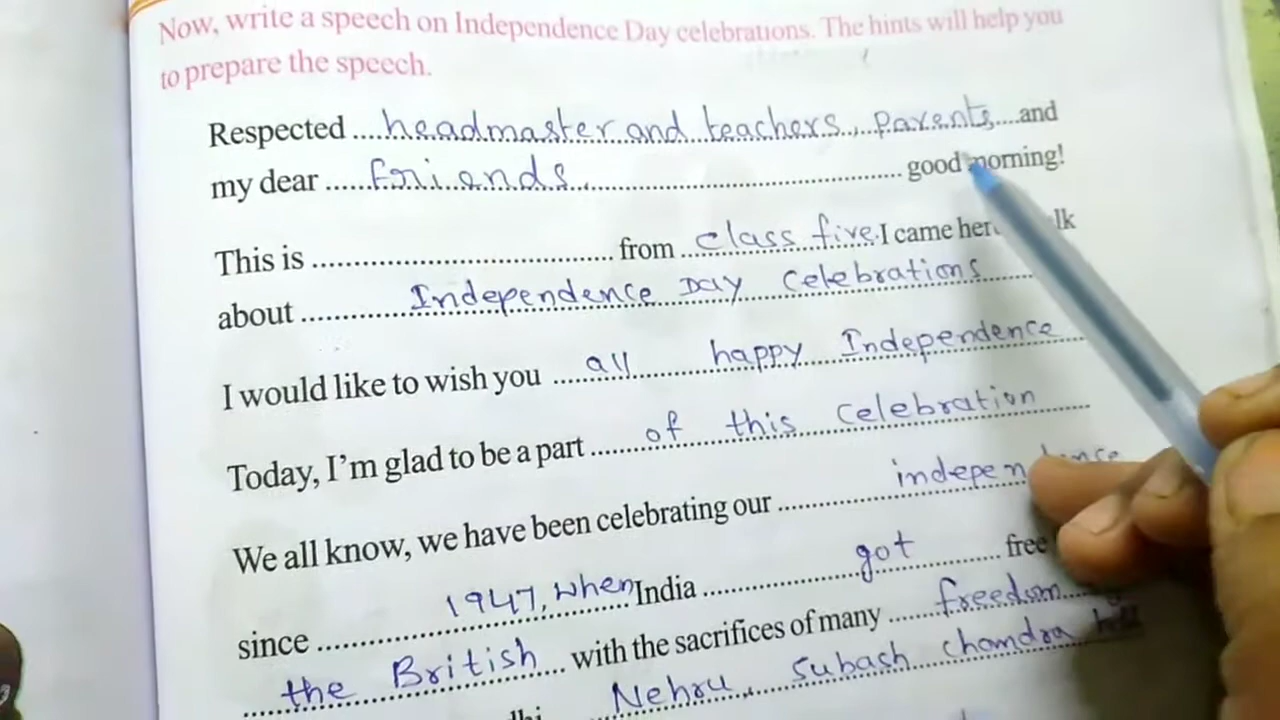 Now, write a speech on Independence Day celebrations. The hints will help you
to prepare the speech.
Respected ....headmaster and teachers, parents...and
my dear ......friends........................................ good morning!
This is ........................................ from ...class five. I came
about ............Independence Day Celebrations.......
I would like to wish you .....all......happy...Independence....
Today, I'm glad to be a part ......of this celebration.......
We all know, we have been celebrating our ..............
since ....................1947, when India ...............got........... free
......the British .... with the sacrifices of many ......freedom....
Nehru, Subash chandra